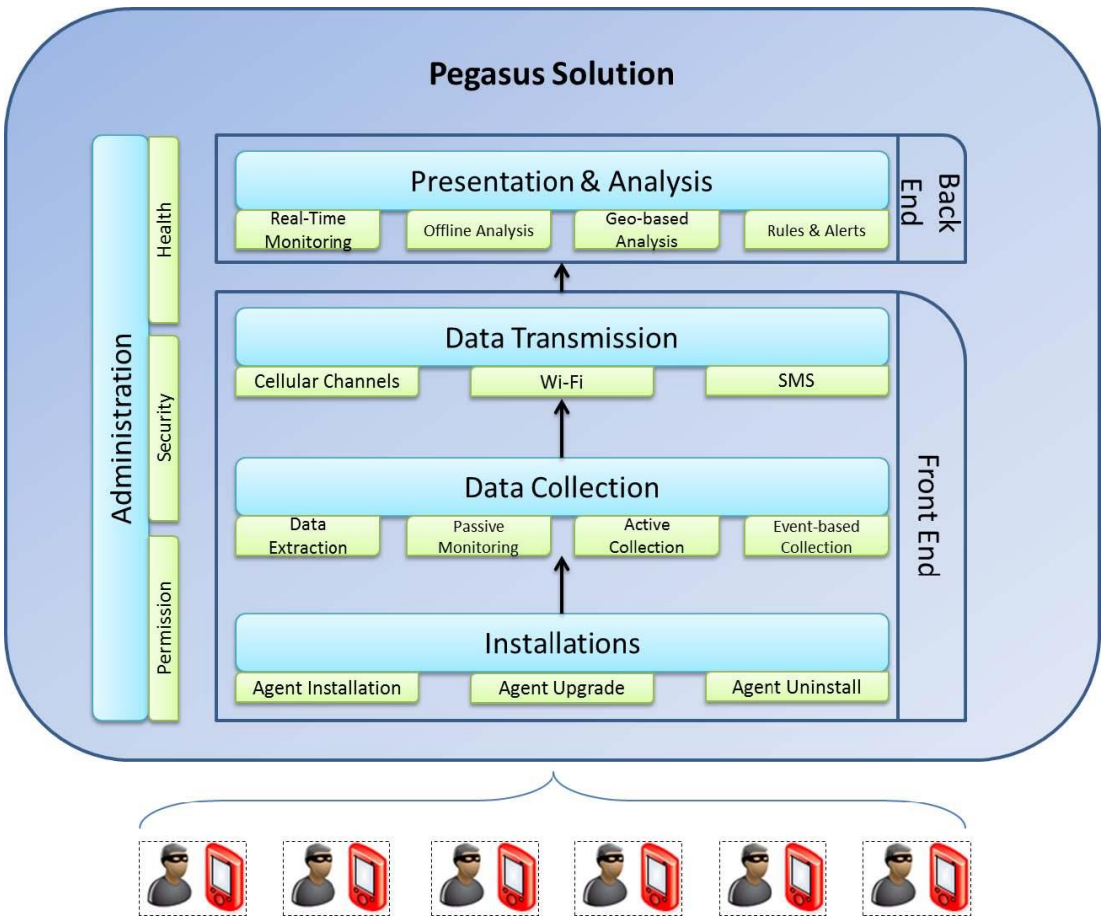 Pegasus Solution
Administration
Health
Security
Permission
Presentation & Analysis
Real-Time
Monitoring
Offline Analysis
Geo-based
Analysis
Rules & Alerts
Back
End
Data Transmission
Cellular Channels
Wi-Fi
SMS
Data Collection
Data
Extraction
Passive
Monitoring
Active
Collection
Event-based
Collection
Installations
Agent Installation
Agent Upgrade
Agent Uninstall
Front End